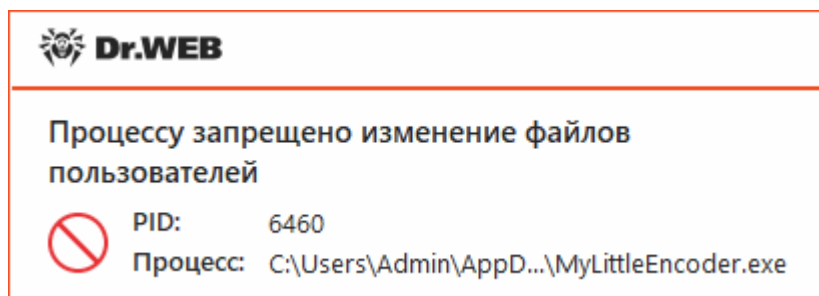 Dr.WEB
Процессу запрещено изменение файлов
пользователей
PID: 6460
Процесс: C:\Users\Admin\AppD...\MyLittleEncoder.exe